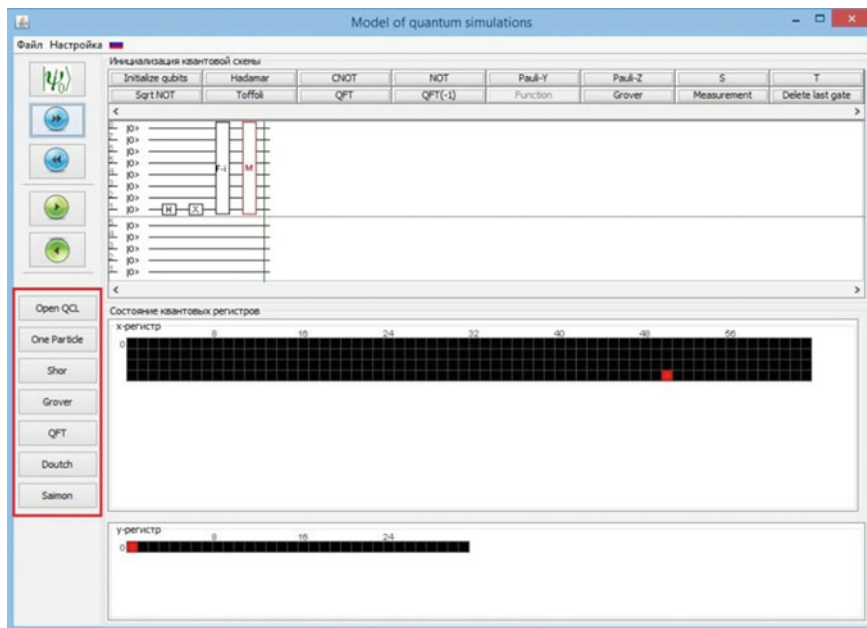 Model of quantum simulations
Файл Настройка
Инициализация квантовой схемы
Initialize qubits Hadamar CNOT NOT Pauli-Y Pauli-Z S T
Sqrt NOT Toffoli QFT QFT(-1) Function Grover Measurement Delete last gate
|ψ₀⟩
< >
|0>
|0>
|0>
|0>
|0> F-i M
|0>
|0>
|0> H X
|0>
|0>
|0>
|0>
|0>
< >
Open QCL
One Particle
Shor
Grover
QFT
Doutch
Saimon
Состояние квантовых регистров
x-регистр
8 16 24 32 40 48 56
0
y-регистр
8 16 24
0